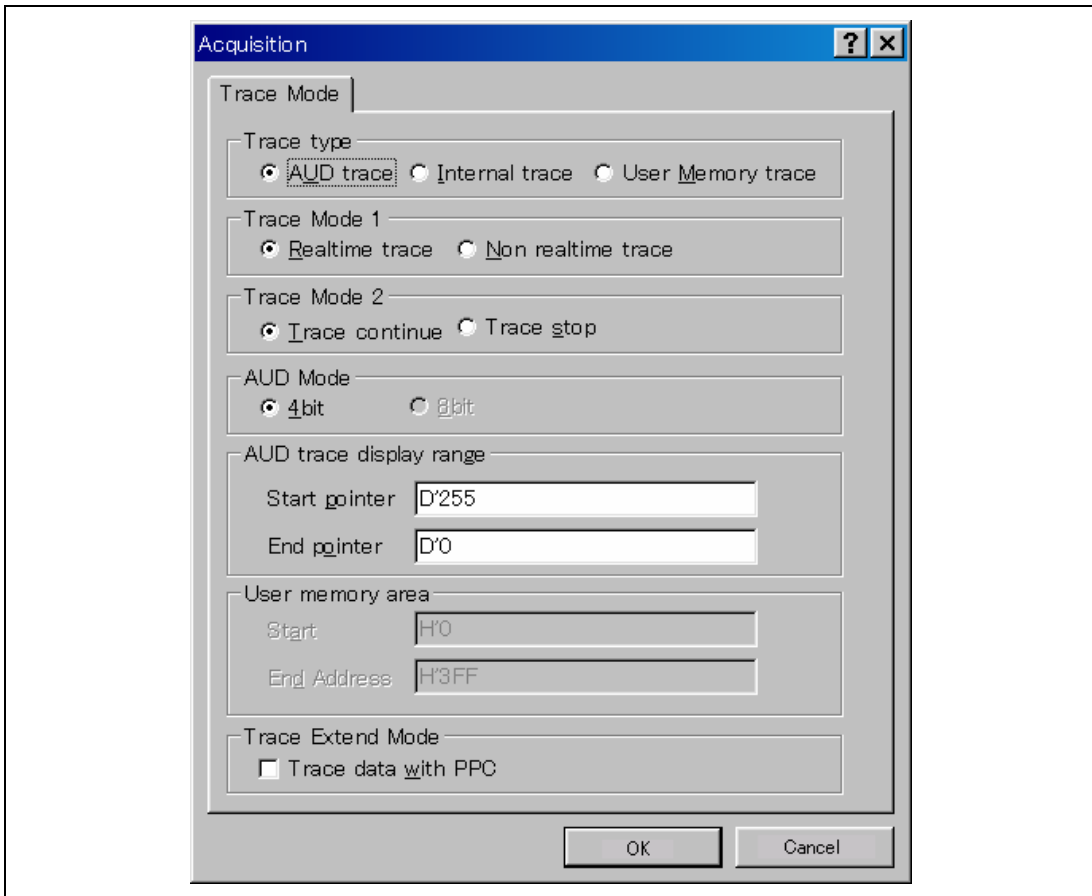 Acquisition
Trace Mode
Trace type
AUD trace Internal trace User Memory trace
Trace Mode 1
Realtime trace Non realtime trace
Trace Mode 2
Trace continue Trace stop
AUD Mode
4bit 8bit
AUD trace display range
Start pointer D'255
End pointer D'0
User memory area
Start H'0
End Address H'3FF
Trace Extend Mode
Trace data with PPC
OK Cancel